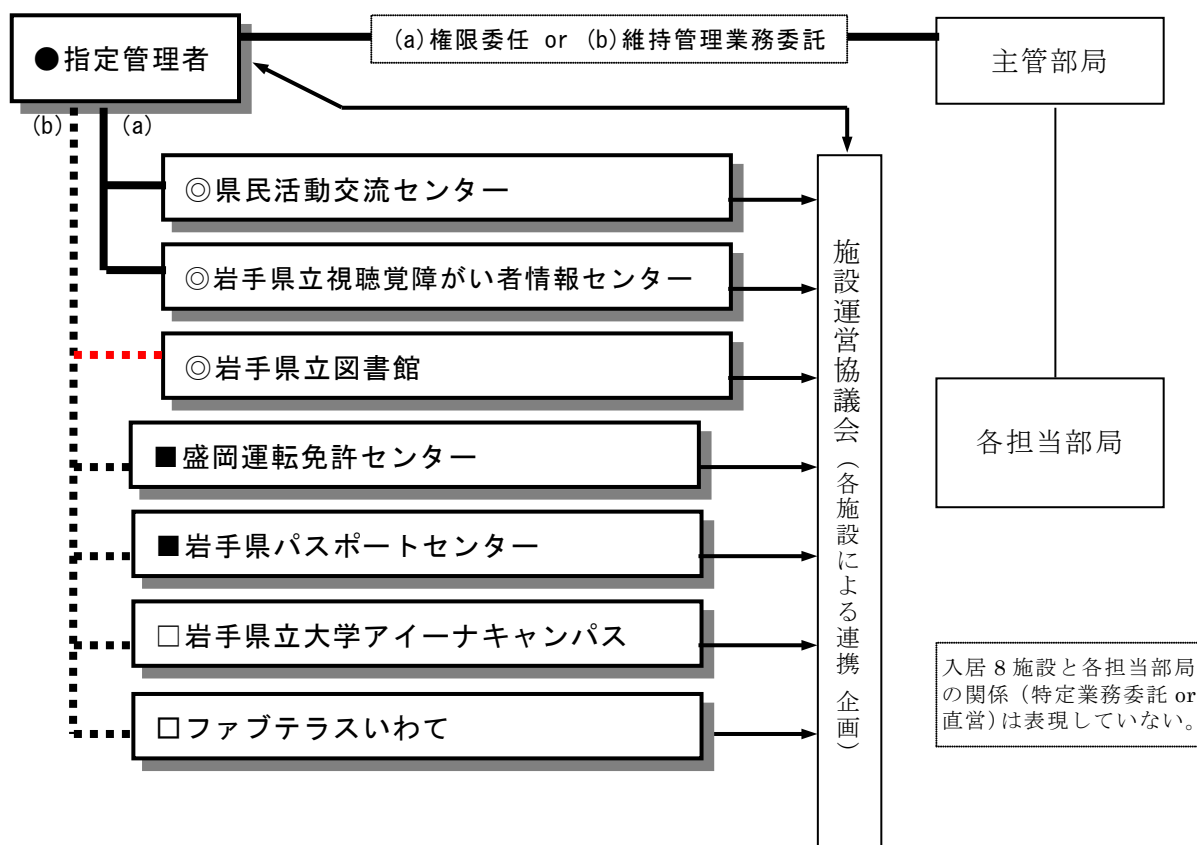 ●指定管理者
(a)権限委任 or (b)維持管理業務委託
主管部局
(b)
(a)
◎県民活動交流センター
◎岩手県立視聴覚障がい者情報センター
◎岩手県立図書館
■盛岡運転免許センター
■岩手県パスポートセンター
□岩手県立大学アイーナキャンパス
□ファブテラスいわて
施設運営協議会（各施設による連携 企画）
各担当部局
入居 8 施設と各担当部局
の関係（特定業務委託 or
直営）は表現していない。